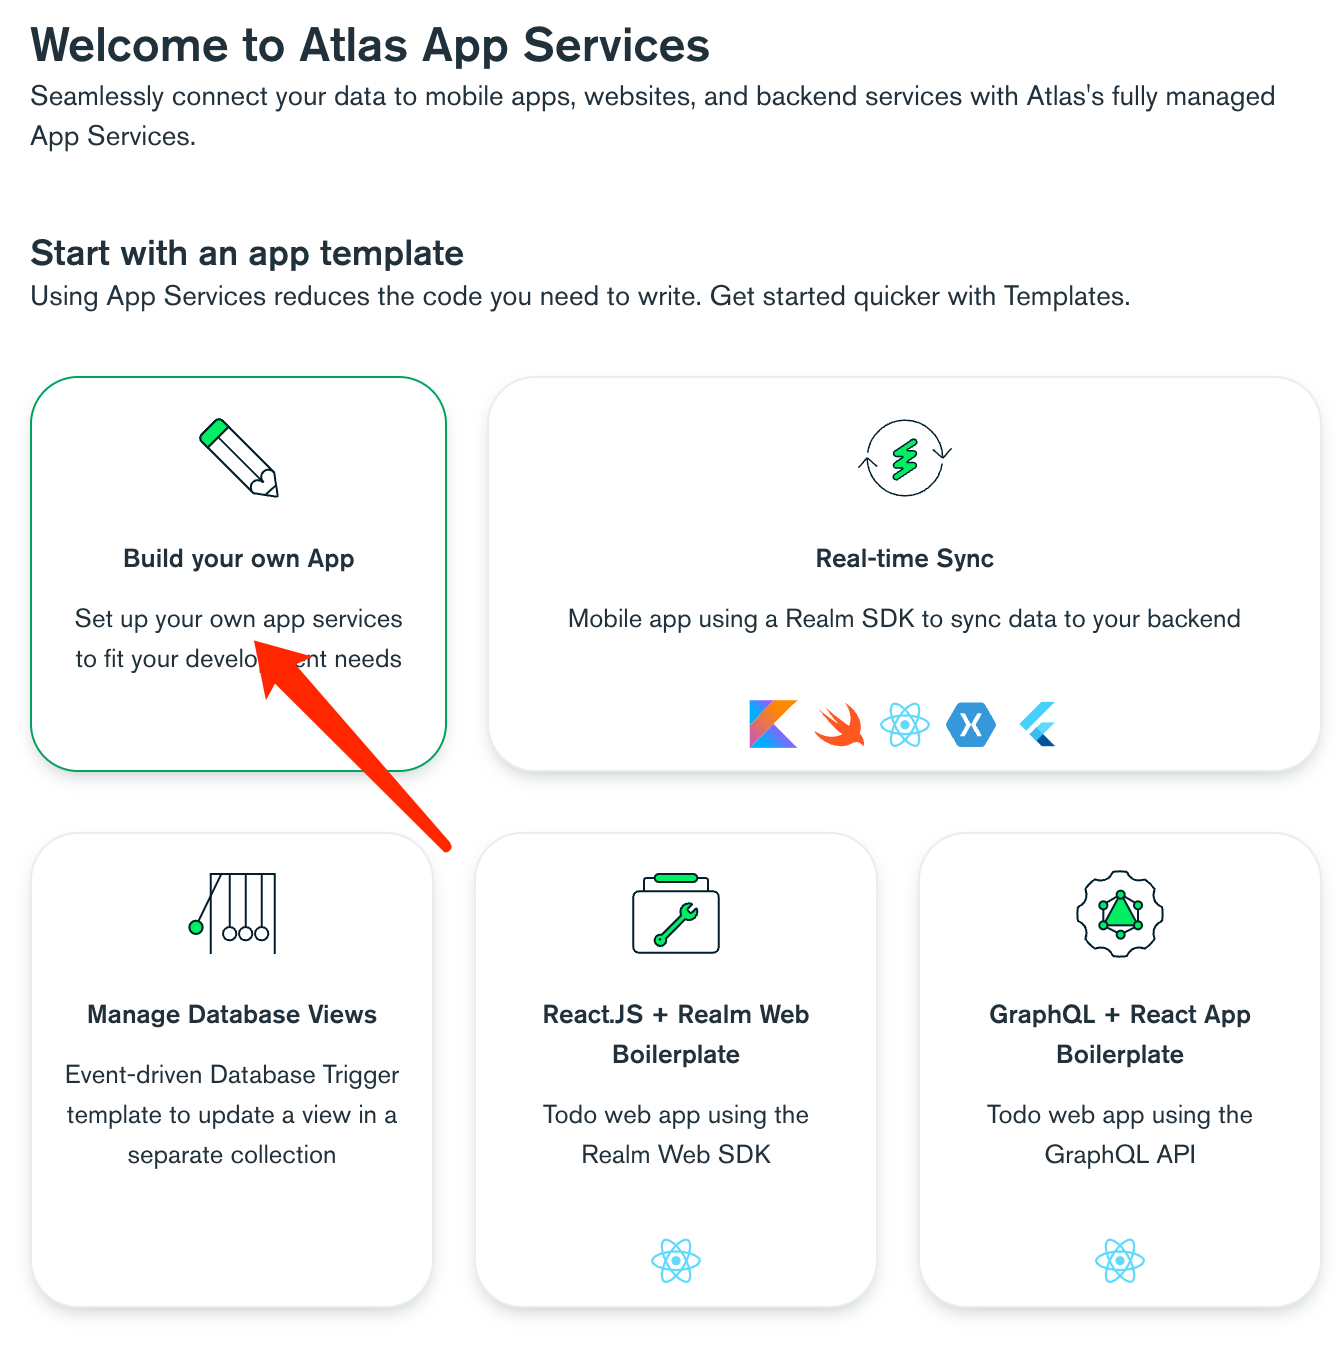 Welcome to Atlas App Services
Seamlessly connect your data to mobile apps, websites, and backend services with Atlas's fully managed
App Services.
Start with an app template
Using App Services reduces the code you need to write. Get started quicker with Templates.
Build your own App
Set up your own app services
to fit your development needs
Real-time Sync
Mobile app using a Realm SDK to sync data to your backend
Manage Database Views
Event-driven Database Trigger
template to update a view in a
separate collection
React.JS + Realm Web
Boilerplate
Todo web app using the
Realm Web SDK
GraphQL + React App
Boilerplate
Todo web app using the
GraphQL API